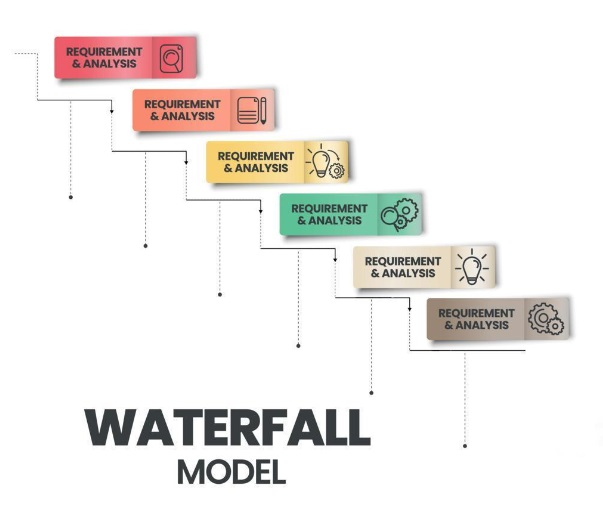 REQUIREMENT
& ANALYSIS
REQUIREMENT
& ANALYSIS
REQUIREMENT
& ANALYSIS
REQUIREMENT
& ANALYSIS
REQUIREMENT
& ANALYSIS
REQUIREMENT
& ANALYSIS
WATERFALL
MODEL